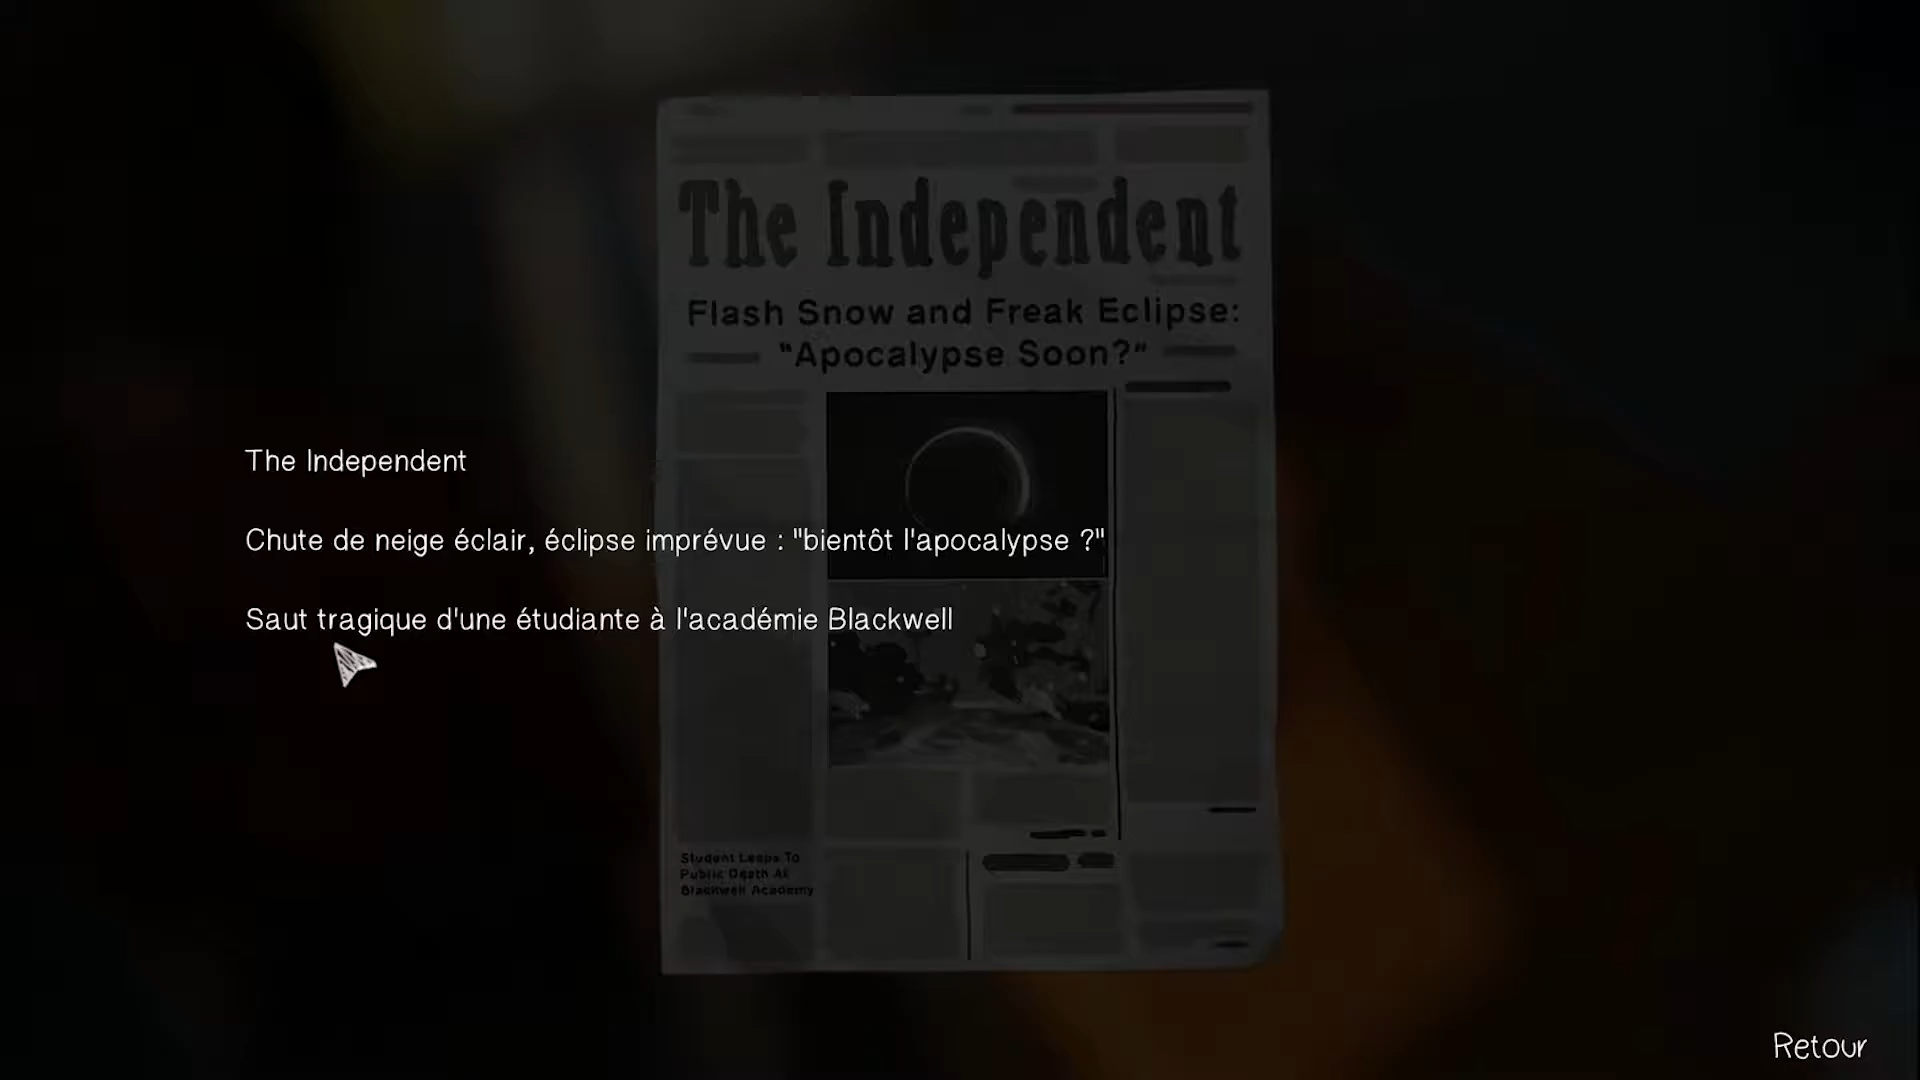 The Independent
Flash Snow and Freak Eclipse:
"Apocalypse Soon?"
The Independent
Chute de neige éclair, éclipse imprévue : "bientôt l'apocalypse ?"
Saut tragique d'une étudiante à l'académie Blackwell
Student Leaps To
Public Death At
Blackwell Academy
Retour